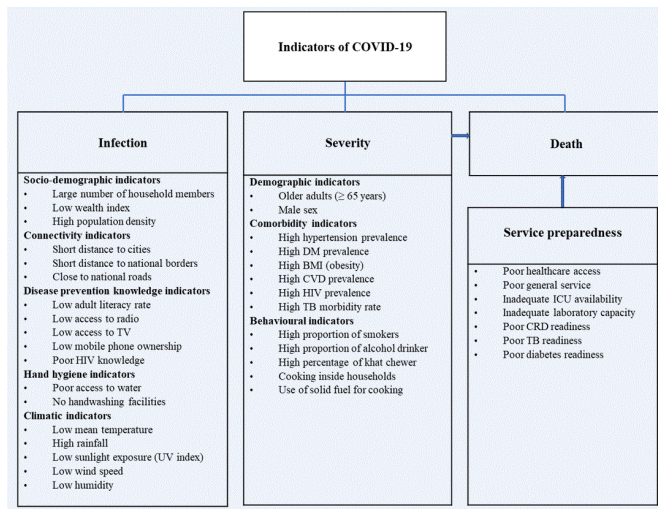 Indicators of COVID-19
Infection
Socio-demographic indicators
• Large number of household members
• Low wealth index
• High population density
Connectivity indicators
• Short distance to cities
• Short distance to national borders
• Close to national roads
Disease prevention knowledge indicators
• Low adult literacy rate
• Low access to radio
• Low access to TV
• Low mobile phone ownership
• Poor HIV knowledge
Hand hygiene indicators
• Poor access to water
• No handwashing facilities
Climatic indicators
• Low mean temperature
• High rainfall
• Low sunlight exposure (UV index)
• Low wind speed
• Low humidity
Severity
Demographic indicators
• Older adults (≥ 65 years)
• Male sex
Comorbidity indicators
• High hypertension prevalence
• High DM prevalence
• High BMI (obesity)
• High CVD prevalence
• High HIV prevalence
• High TB morbidity rate
Behavioural indicators
• High proportion of smokers
• High proportion of alcohol drinker
• High percentage of khat chewer
• Cooking inside households
• Use of solid fuel for cooking
Death
Service preparedness
• Poor healthcare access
• Poor general service
• Inadequate ICU availability
• Inadequate laboratory capacity
• Poor CRD readiness
• Poor TB readiness
• Poor diabetes readiness